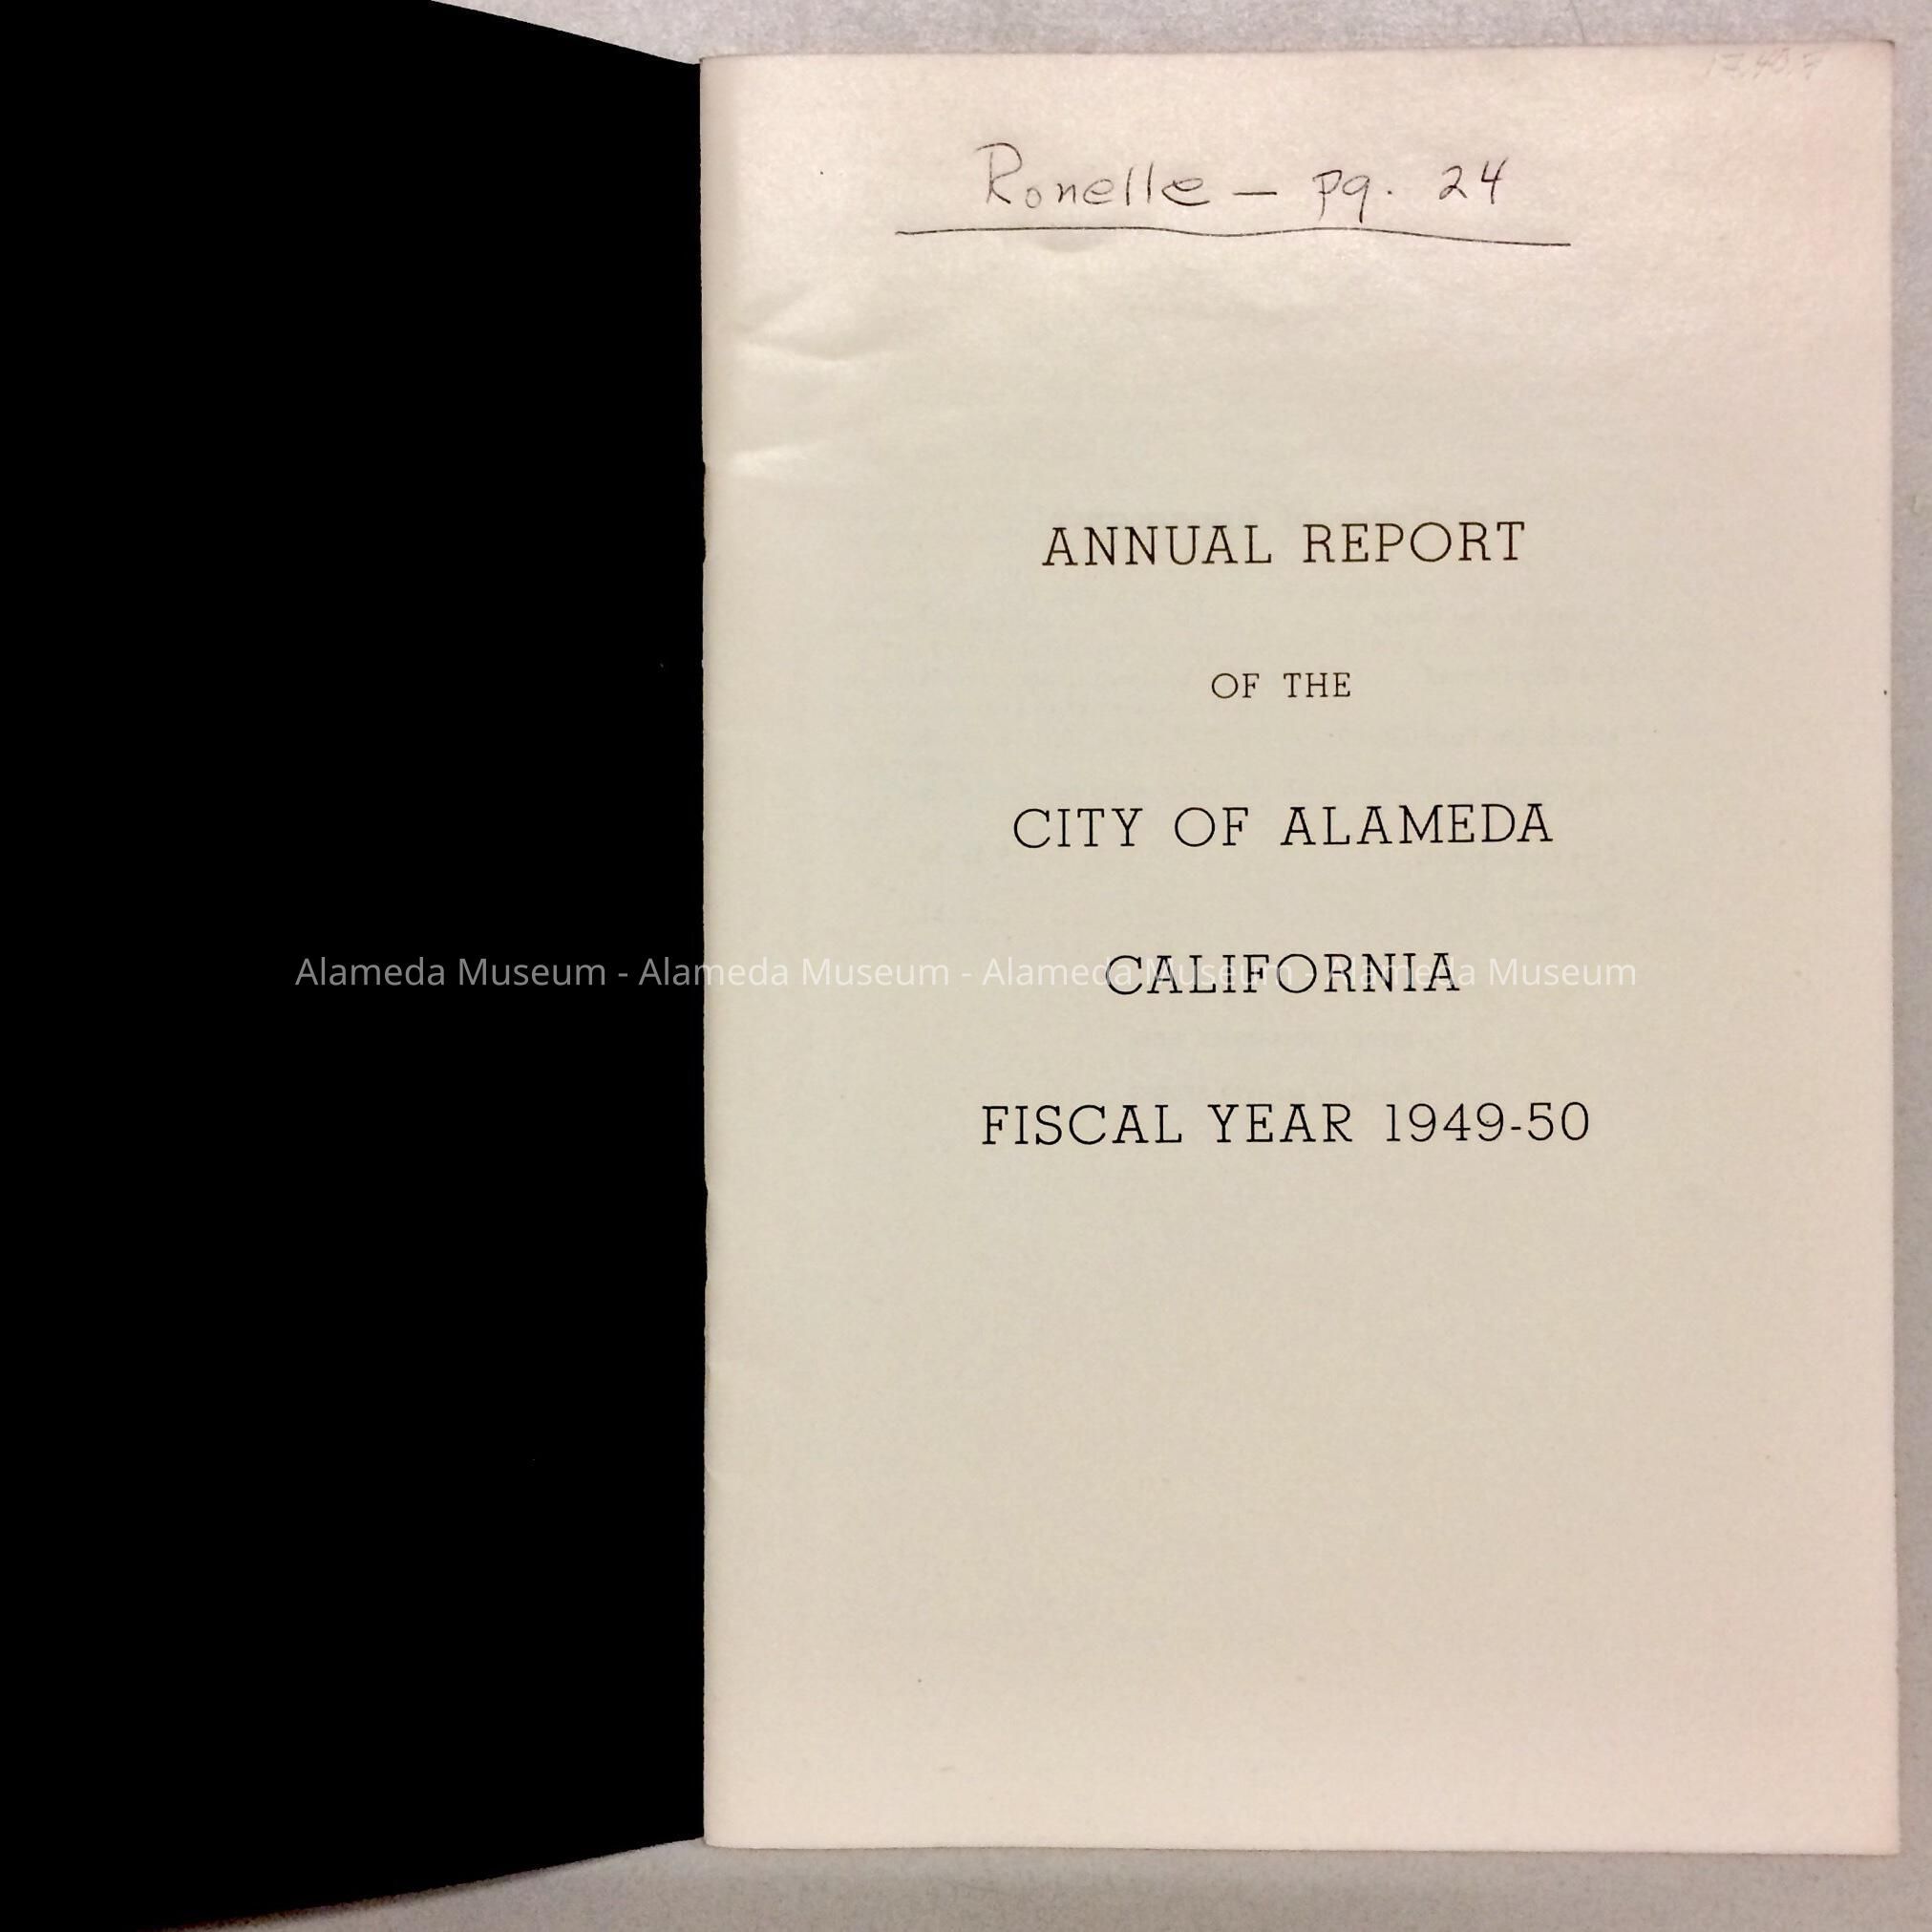 Ronelle — pg. 24
ANNUAL REPORT
OF THE
CITY OF ALAMEDA
CALIFORNIA
Alameda Museum - Alameda Museum - Alameda Museum - Alameda Museum
FISCAL YEAR 1949-50